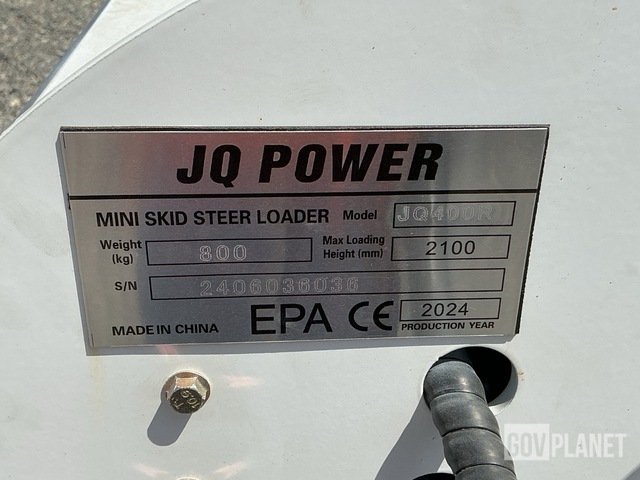 JQ POWER
MINI SKID STEER LOADER Model JQ400R
Weight (kg) 800 Max Loading Height (mm) 2100
S/N 2406036036
MADE IN CHINA EPA CE 2024
PRODUCTION YEAR
GOVPLANET